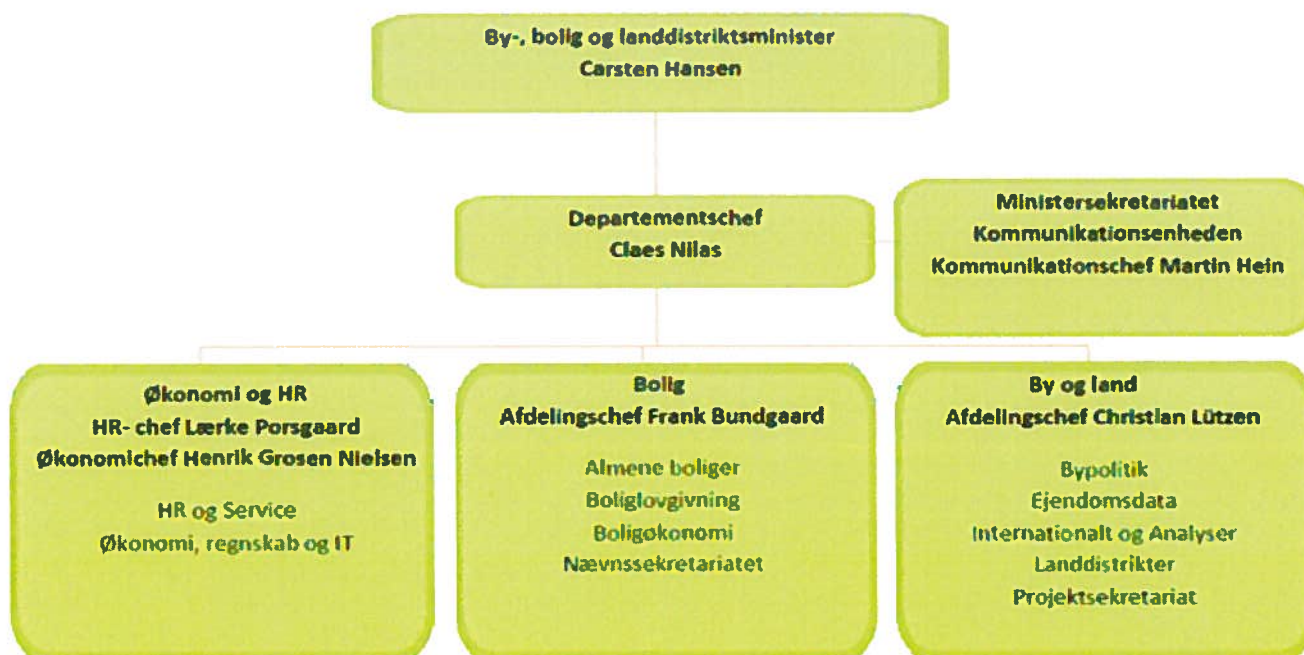 By-, bolig og landdistriktsminister
Carsten Hansen
Departementschef
Claes Nilas
Ministersekretariatet
Kommunikationsenheden
Kommunikationschef Martin Hein
Økonomi og HR
HR- chef Lærke Porsgaard
Økonomichef Henrik Grosen Nielsen
HR og Service
Økonomi, regnskab og IT
Bolig
Afdelingschef Frank Bundgaard
Almene boliger
Boliglovgivning
Boligøkonomi
Nævnssekretariatet
By og land
Afdelingschef Christian Lützen
Bypolitik
Ejendomsdata
Internationalt og Analyser
Landdistrikter
Projektsekretariat